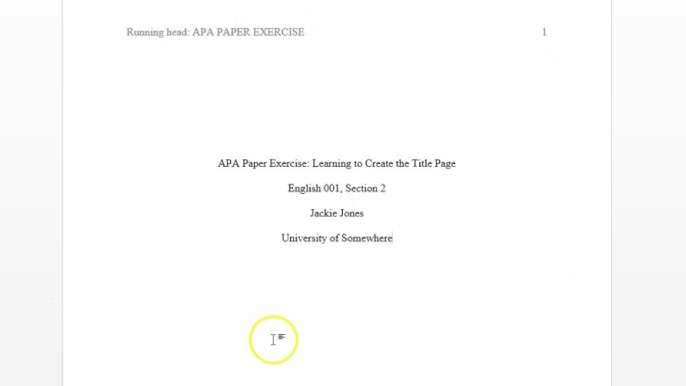 Running head: APA PAPER EXERCISE 1
APA Paper Exercise: Learning to Create the Title Page
English 001, Section 2
Jackie Jones
University of Somewhere